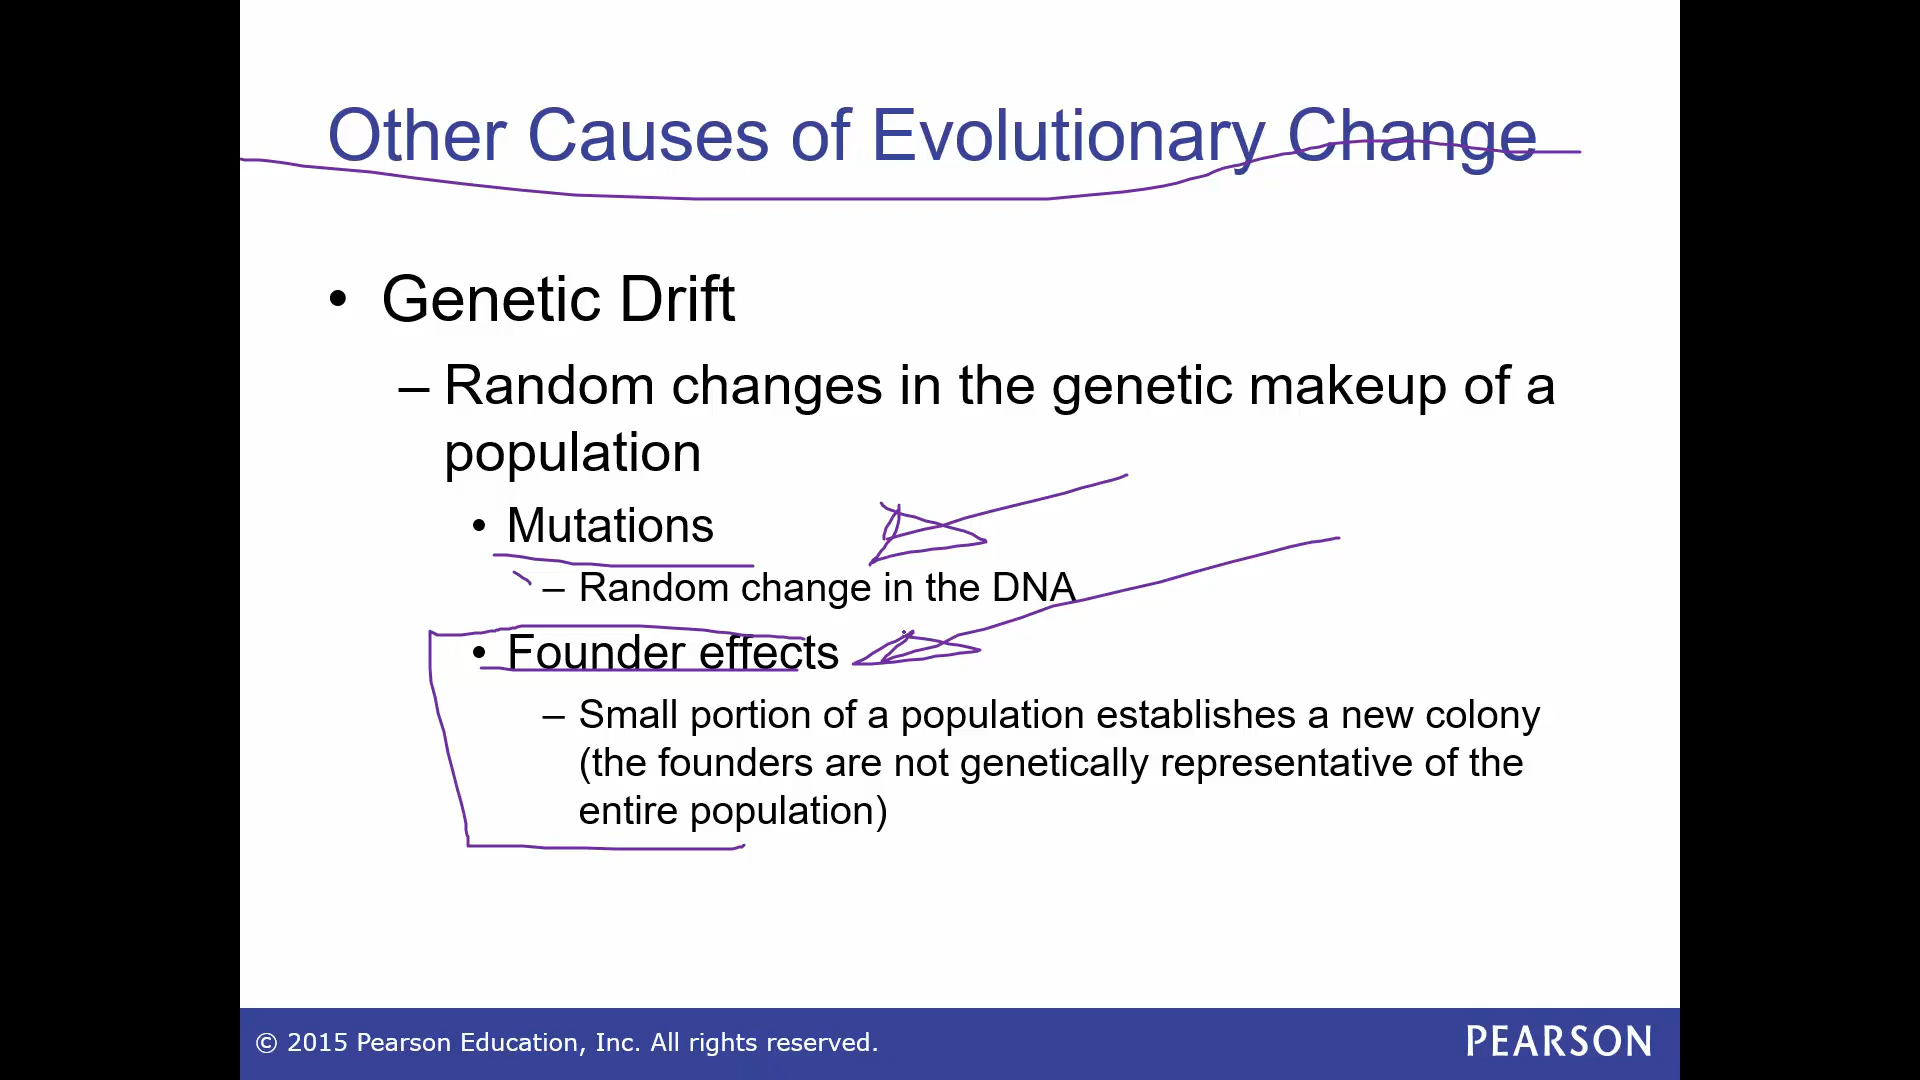 Other Causes of Evolutionary Change
• Genetic Drift
– Random changes in the genetic makeup of a
population
• Mutations
– Random change in the DNA
• Founder effects
– Small portion of a population establishes a new colony
(the founders are not genetically representative of the
entire population)
© 2015 Pearson Education, Inc. All rights reserved.
PEARSON